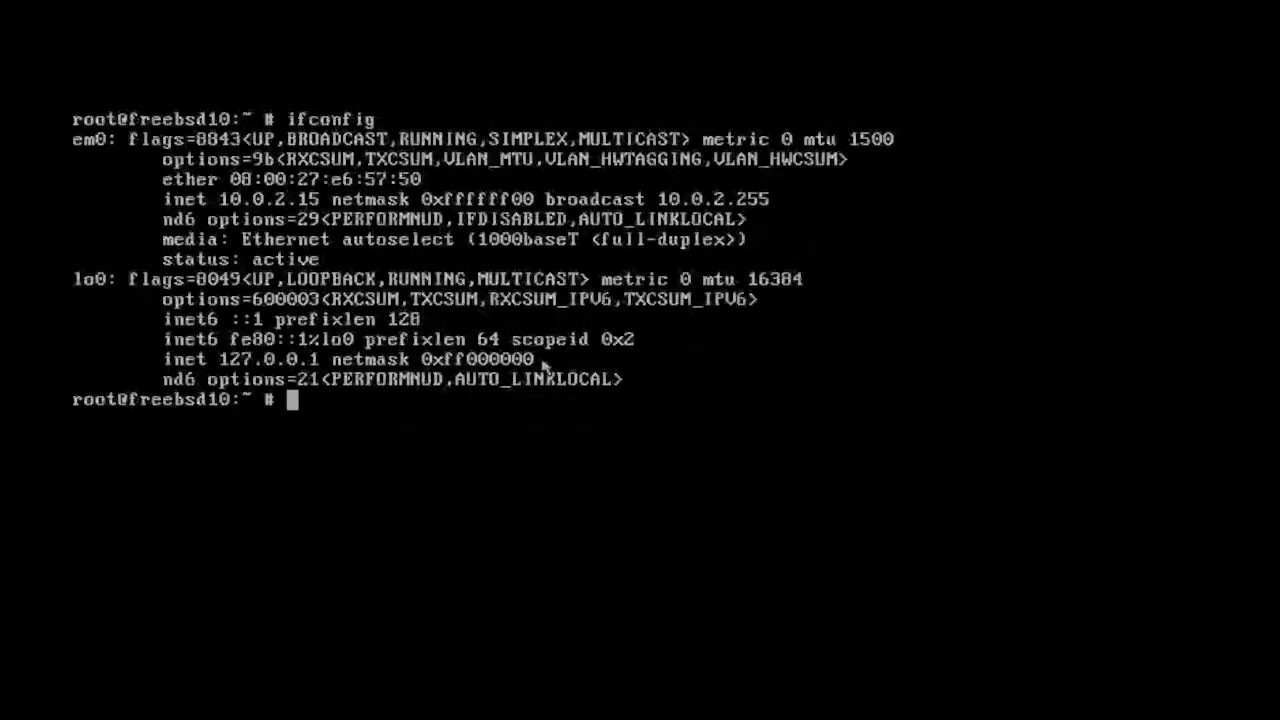 root@freebsd10:~ # ifconfig
em0: flags=8843<UP,BROADCAST,RUNNING,SIMPLEX,MULTICAST> metric 0 mtu 1500
options=9b<RXCSUM,TXCSUM,VLAN_MTU,VLAN_HWTAGGING,VLAN_HWCSUM>
ether 08:00:27:e6:57:50
inet 10.0.2.15 netmask 0xffffff00 broadcast 10.0.2.255
nd6 options=29<PERFORMNUD,IFDISABLED,AUTO_LINKLOCAL>
media: Ethernet autoselect (1000baseT <full-duplex>)
status: active
lo0: flags=8049<UP,LOOPBACK,RUNNING,MULTICAST> metric 0 mtu 16384
options=600003<RXCSUM,TXCSUM,RXCSUM_IPV6,TXCSUM_IPV6>
inet6 ::1 prefixlen 128
inet6 fe80::1%lo0 prefixlen 64 scopeid 0x2
inet 127.0.0.1 netmask 0xff000000
nd6 options=21<PERFORMNUD,AUTO_LINKLOCAL>
root@freebsd10:~ #